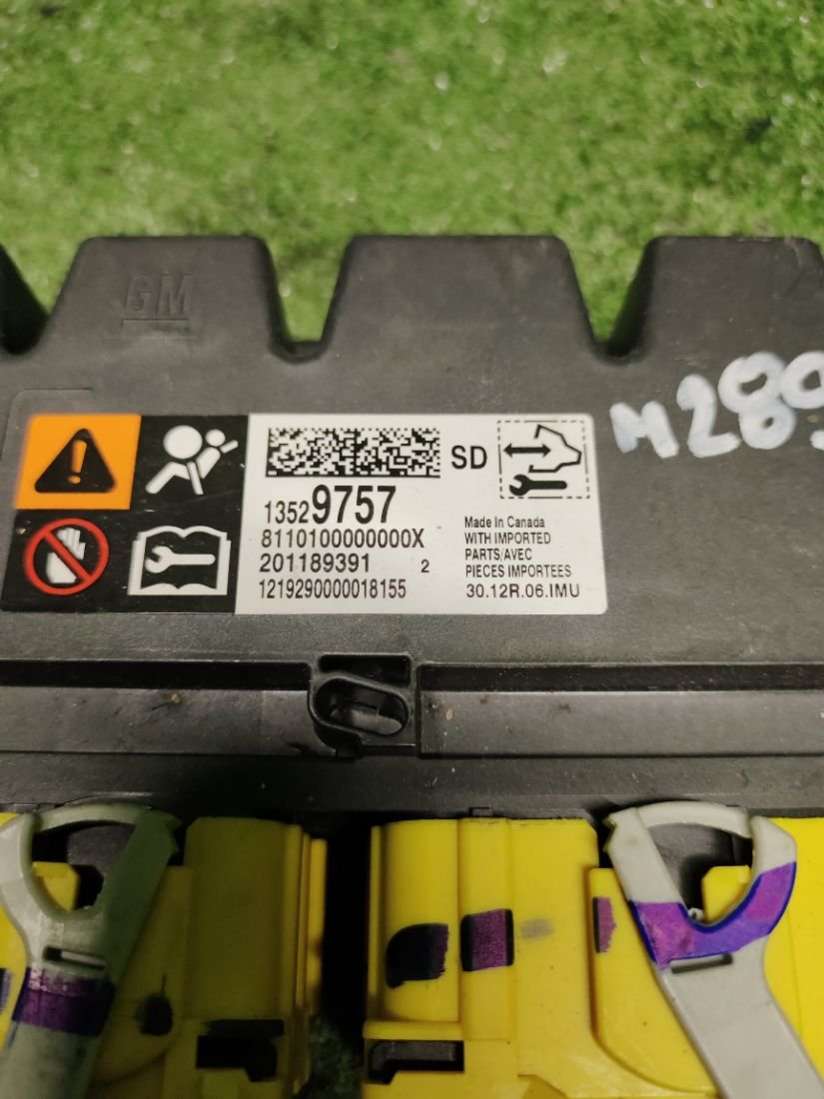 GM
M289
SD
13529757
8110100000000X
201189391 2
1219290000018155
Made In Canada
WITH IMPORTED
PARTS/AVEC
PIECES IMPORTEES
30.12R.06.IMU